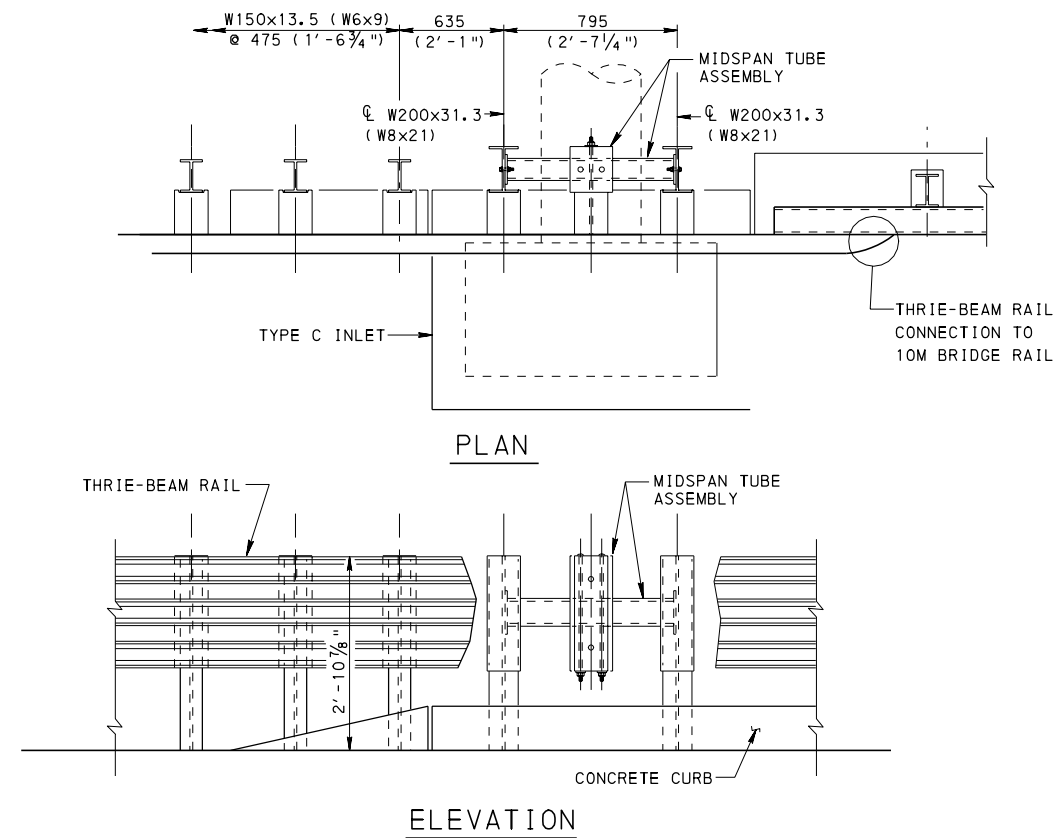 W150x13.5 (W6x9)
@ 475 (1'-6¾")
635
(2'-1")
795
(2'-7¼")
MIDSPAN TUBE
ASSEMBLY
℄ W200x31.3
(W8x21)
℄ W200x31.3
(W8x21)
THRIE-BEAM RAIL
CONNECTION TO
10M BRIDGE RAIL
TYPE C INLET
PLAN
THRIE-BEAM RAIL
MIDSPAN TUBE
ASSEMBLY
2'-10⅞"
CONCRETE CURB
ELEVATION